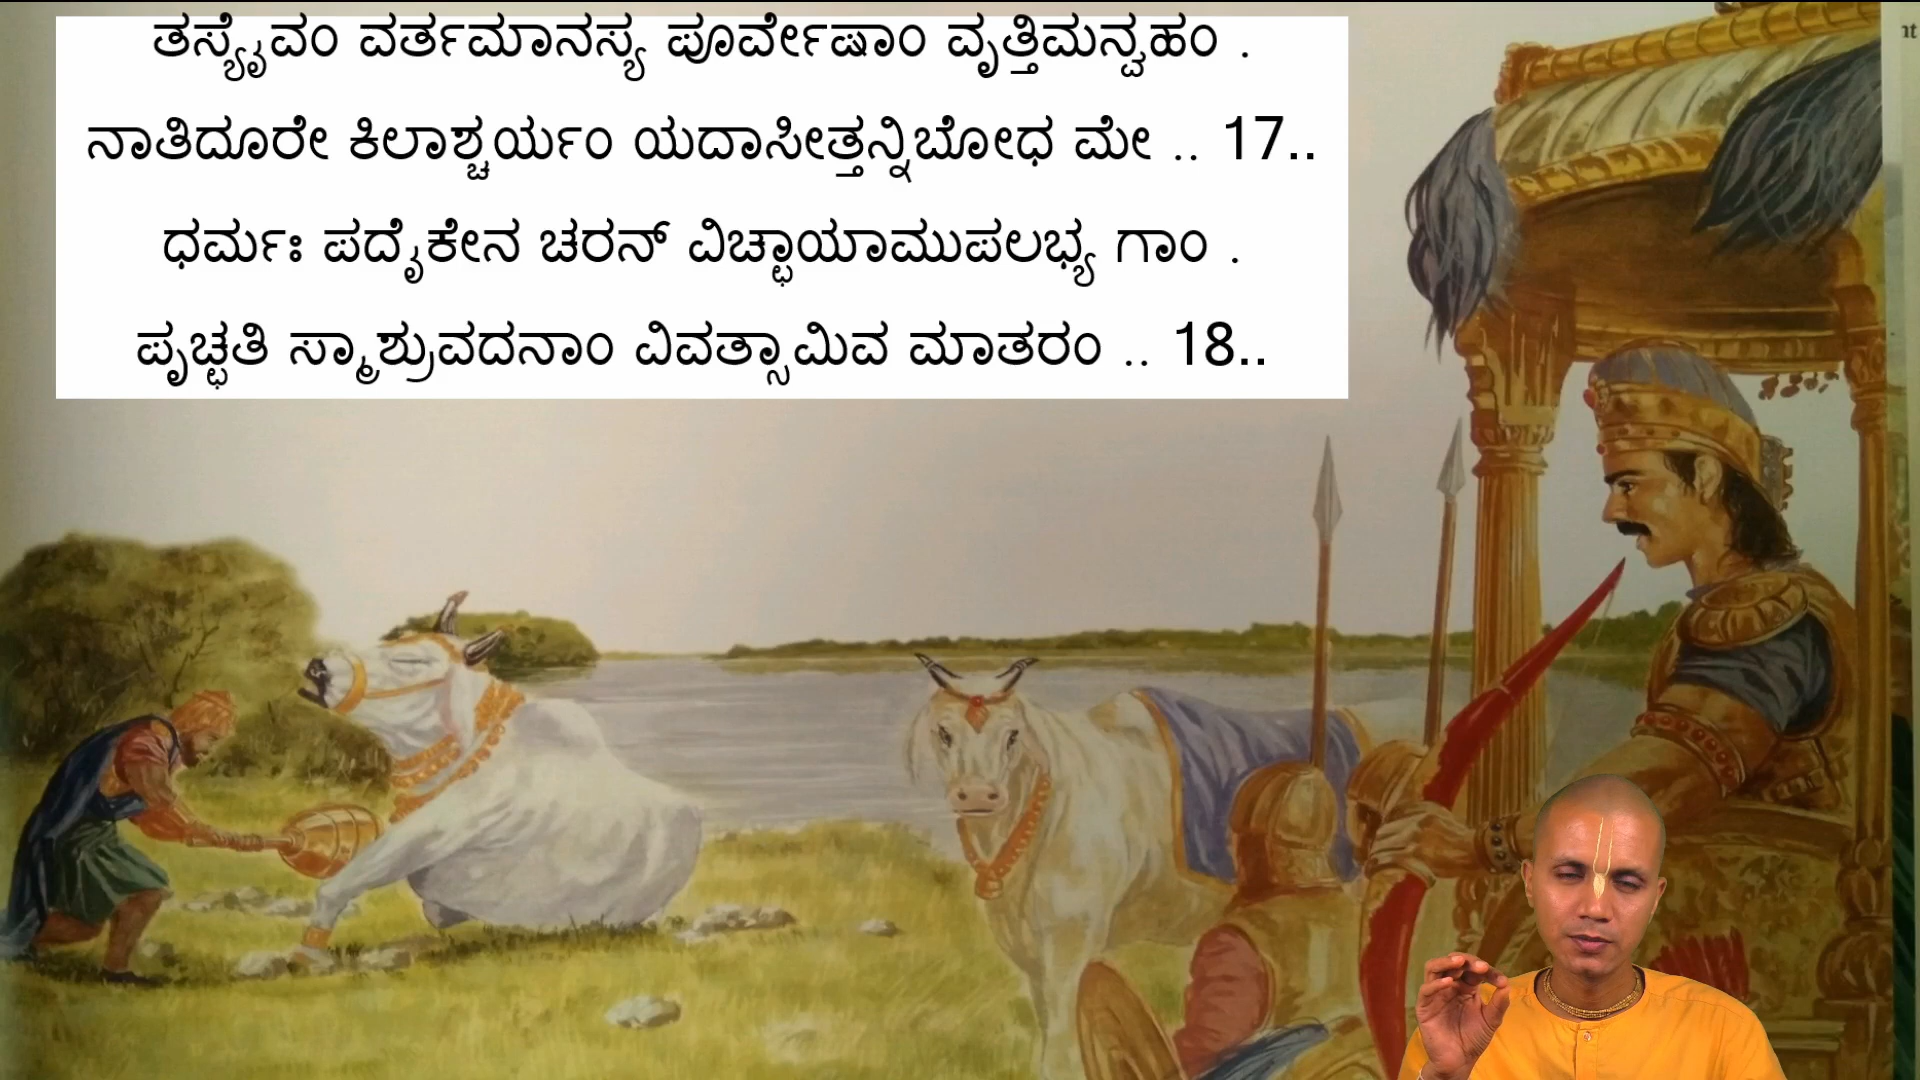 ತಸ್ಯೈವಂ ವರ್ತಮಾನಸ್ಯ ಪೂರ್ವೇಷಾಂ ವೃತ್ತಿಮನ್ವಹಂ .
ನಾತಿದೂರೇ ಕಿಲಾಶ್ಚರ್ಯಂ ಯದಾಸೀತ್ತನ್ನಿಬೋಧ ಮೇ .. 17..
ಧರ್ಮಃ ಪದೈಕೇನ ಚರನ್ ವಿಚ್ಛಾಯಾಮುಪಲಭ್ಯ ಗಾಂ .
ಪೃಚ್ಛತಿ ಸ್ಮಾಶ್ರುವದನಾಂ ವಿವತ್ಸಾಮಿವ ಮಾತರಂ .. 18..